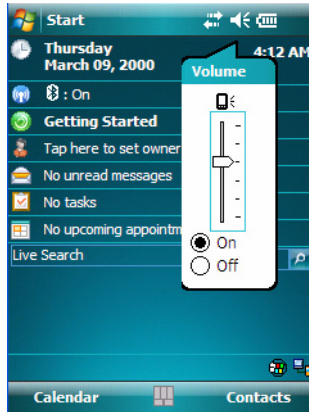 Start
Thursday
March 09, 2000
4:12 AM
Volume
: On
Getting Started
Tap here to set owner
No unread messages
No tasks
No upcoming appointm
On
Off
Live Search
Calendar
Contacts